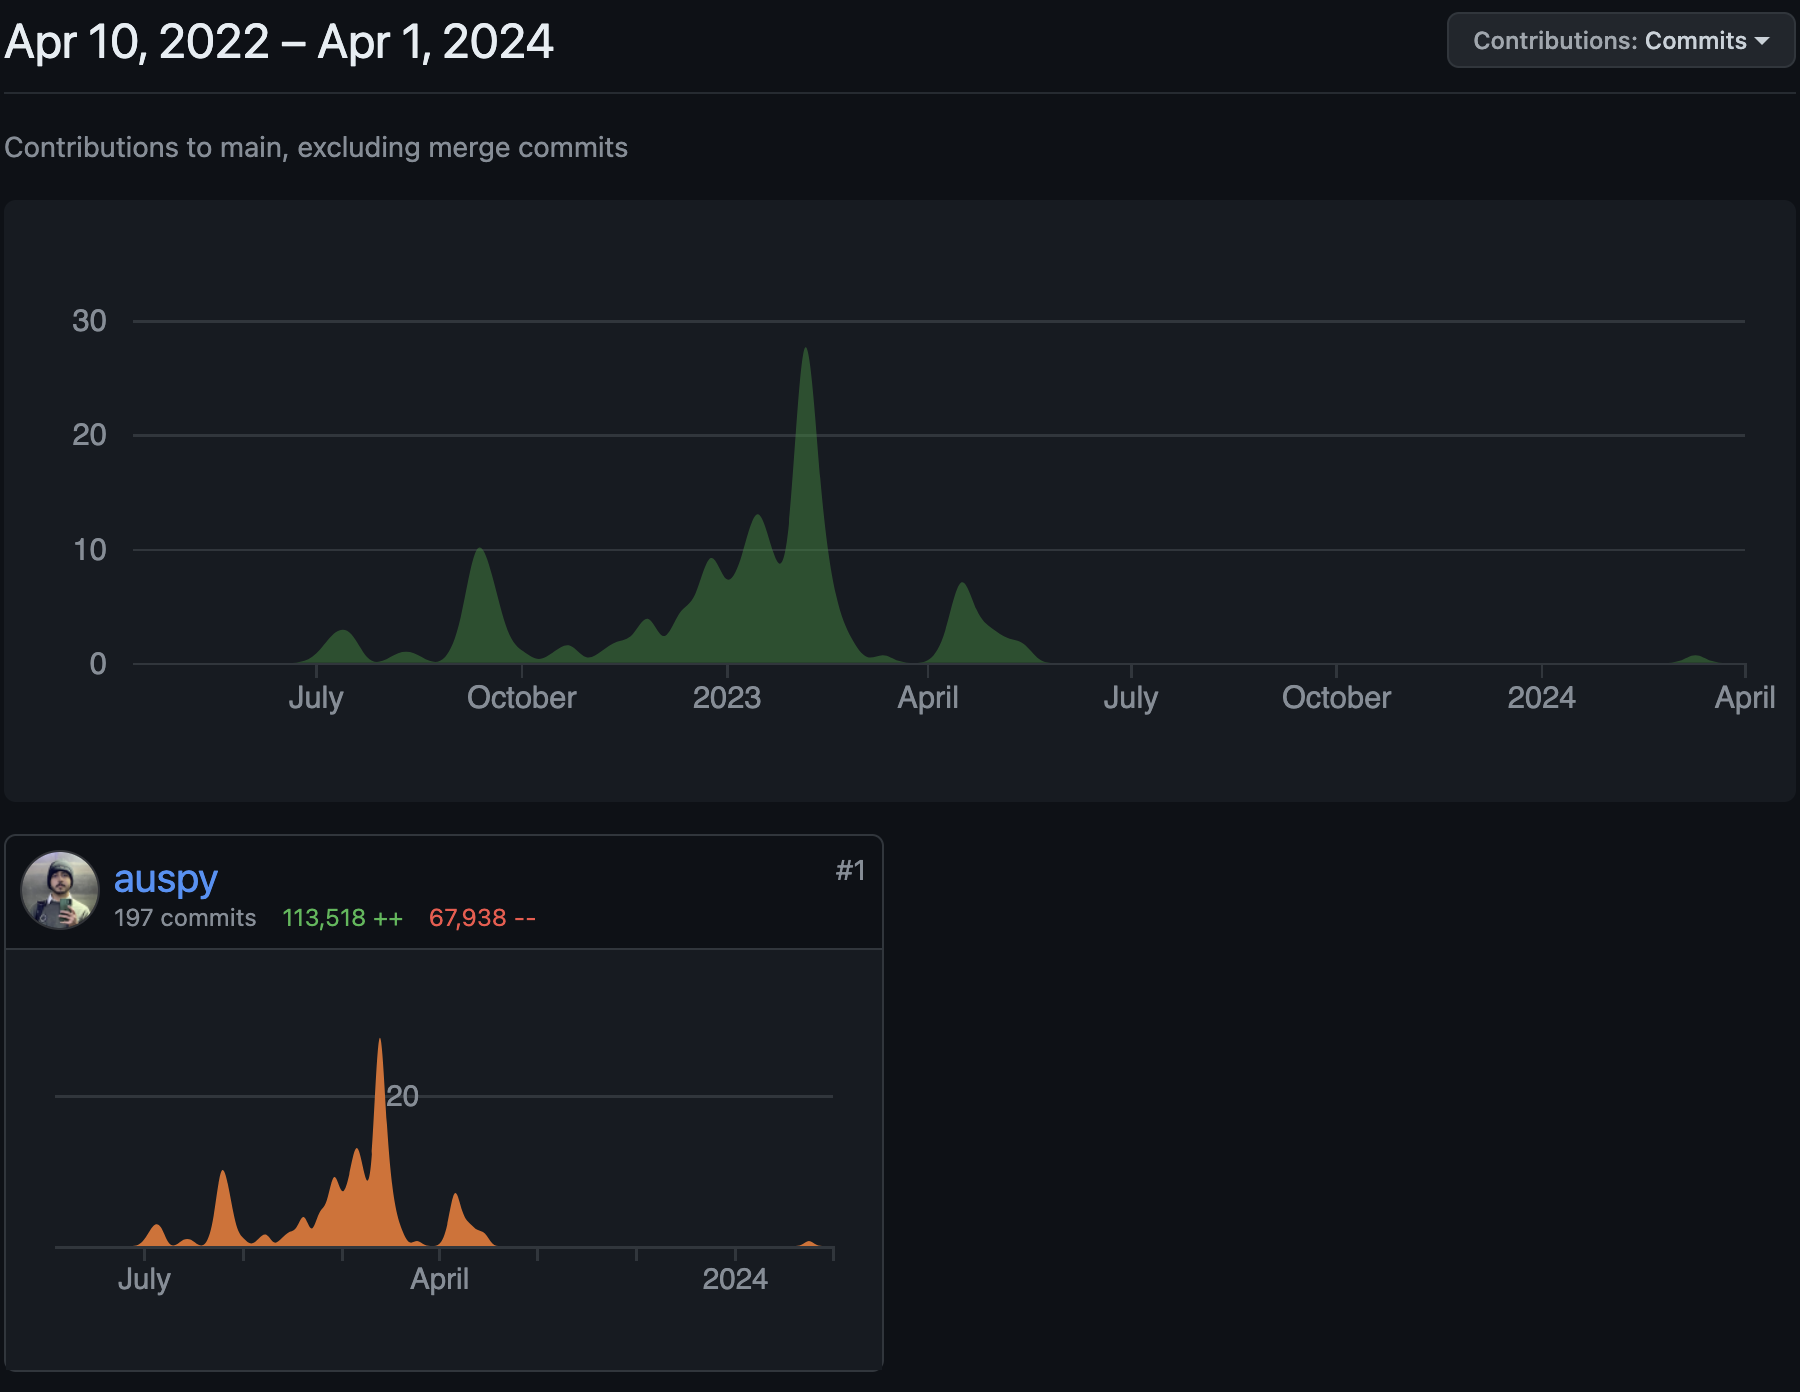 Apr 10, 2022 – Apr 1, 2024
Contributions: Commits
Contributions to main, excluding merge commits
30
20
10
0
July October 2023 April July October 2024 April
auspy
#1
197 commits 113,518 ++ 67,938 --
20
July April 2024